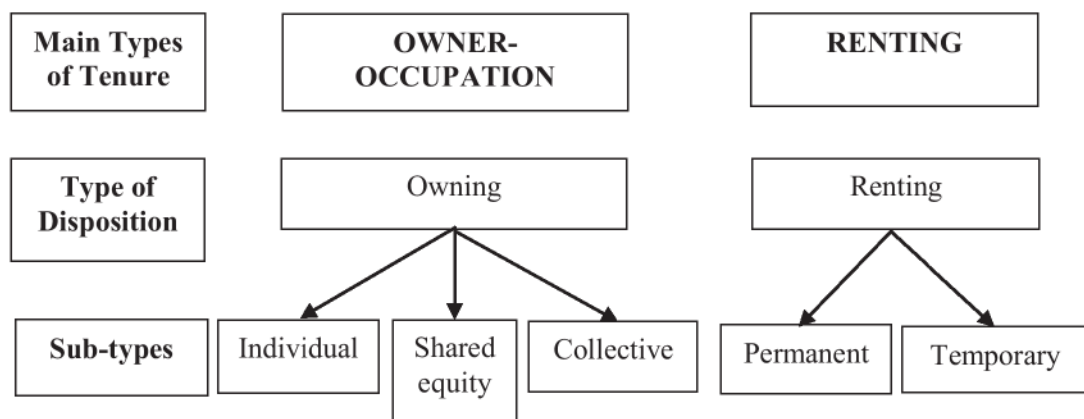 Main Types
of Tenure
OWNER-
OCCUPATION
RENTING
Type of
Disposition
Owning
Renting
Sub-types
Individual
Shared
equity
Collective
Permanent
Temporary